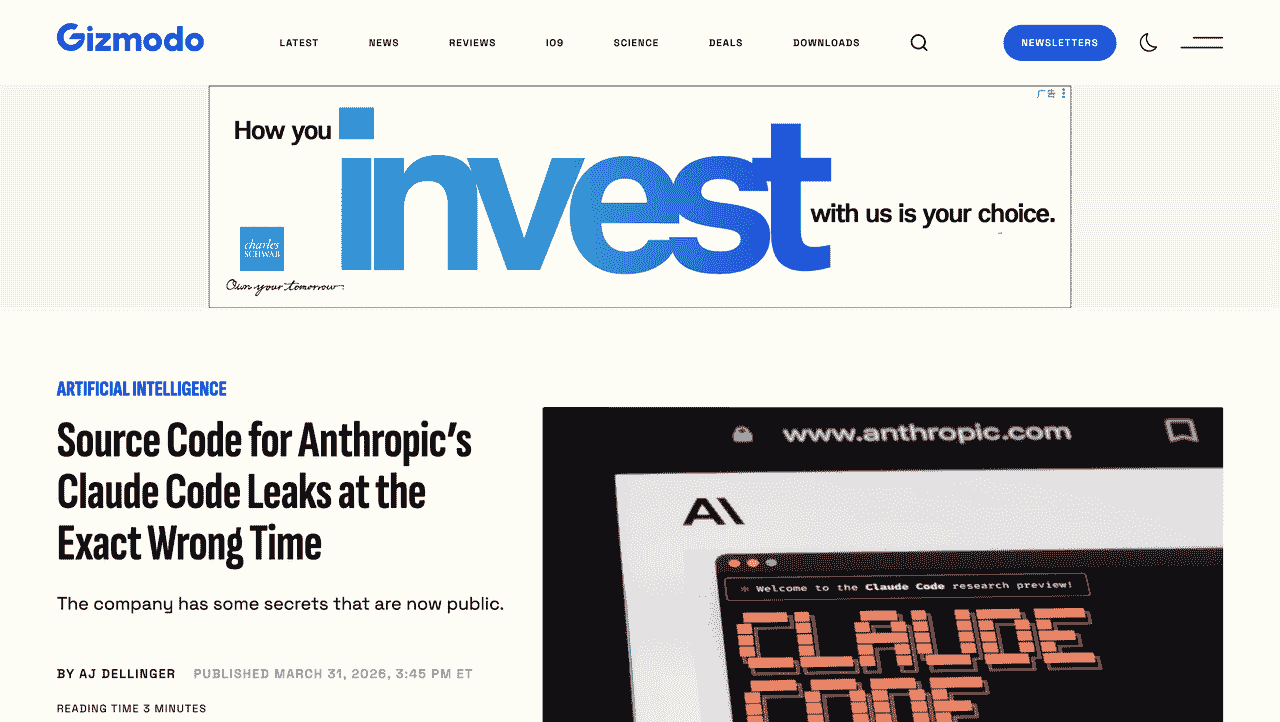 Gizmodo
LATEST NEWS REVIEWS IO9 SCIENCE DEALS DOWNLOADS
NEWSLETTERS
广告
How you
invest
with us is your choice.
charles
SCHWAB
Own your tomorrow
ARTIFICIAL INTELLIGENCE
Source Code for Anthropic's
Claude Code Leaks at the
Exact Wrong Time
The company has some secrets that are now public.
BY AJ DELLINGER PUBLISHED MARCH 31, 2026, 3:45 PM ET
READING TIME 3 MINUTES
www.anthropic.com
A\
* Welcome to the Claude Code research preview!
CLAUDE
CODE